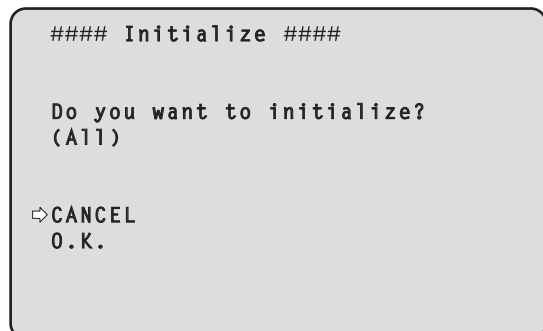 #### Initialize ####
Do you want to initialize?
(All)
⇨CANCEL
O.K.